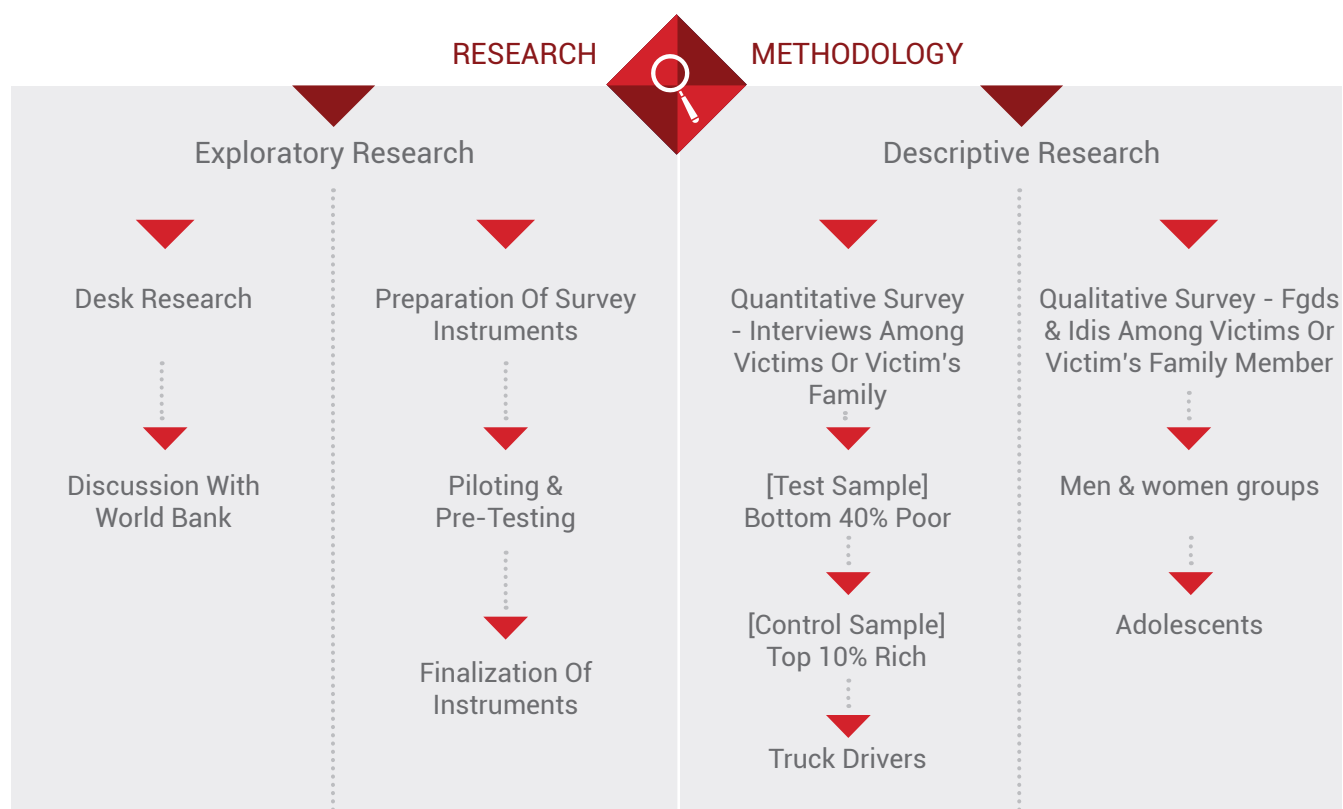 RESEARCH METHODOLOGY
Exploratory Research
Desk Research
Discussion With
World Bank
Preparation Of Survey
Instruments
Piloting &
Pre-Testing
Finalization Of
Instruments
Descriptive Research
Quantitative Survey
- Interviews Among
Victims Or Victim's
Family
[Test Sample]
Bottom 40% Poor
[Control Sample]
Top 10% Rich
Truck Drivers
Qualitative Survey - Fgds
& Idis Among Victims Or
Victim's Family Member
Men & women groups
Adolescents